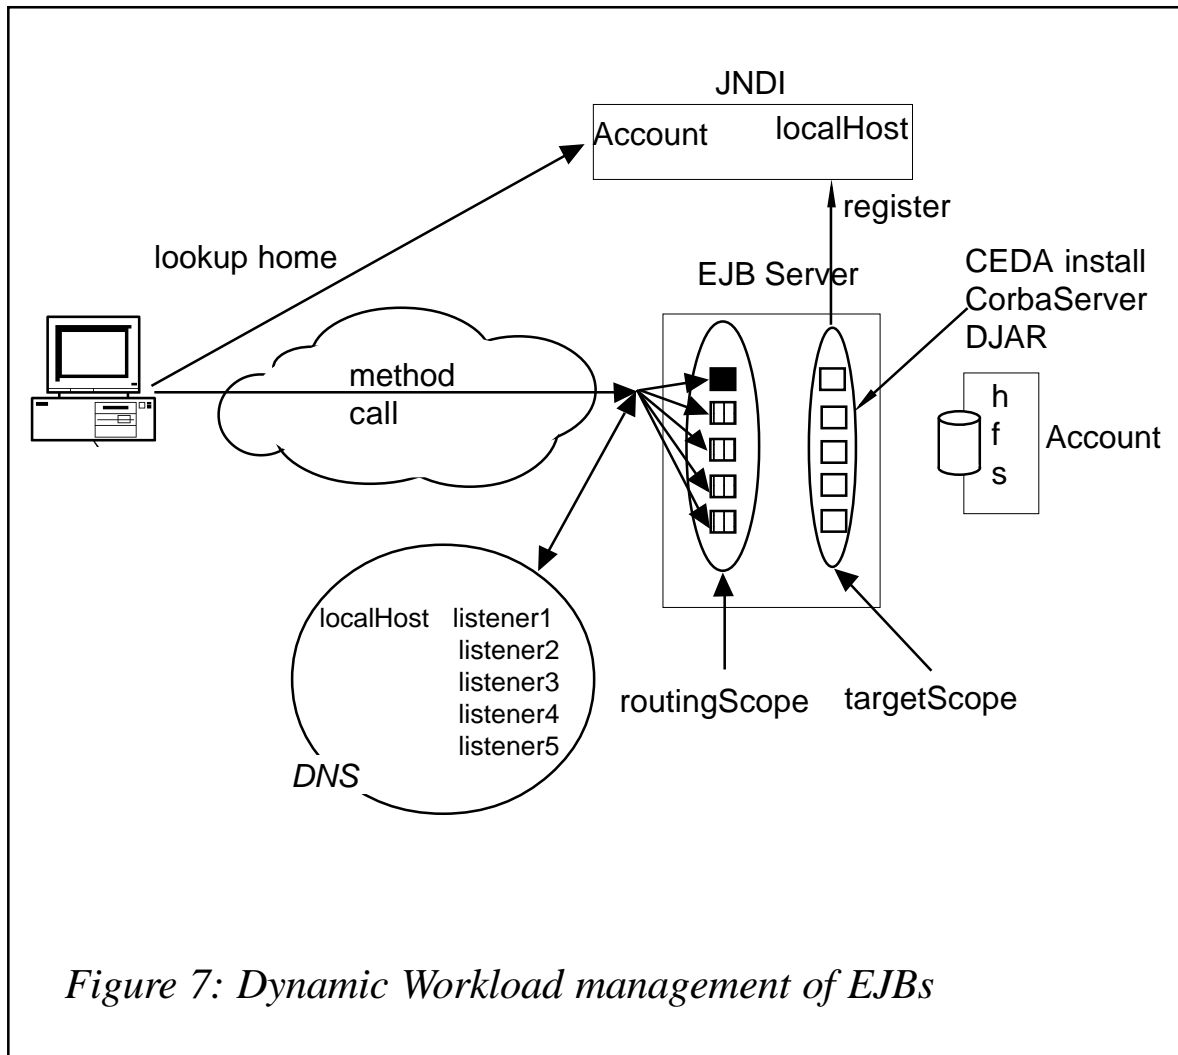 JNDI
Account localHost
register
lookup home
EJB Server
CEDA install
CorbaServer
DJAR
method
call
h
f
s
Account
localHost listener1
listener2
listener3
listener4
listener5
DNS
routingScope
targetScope
Figure 7: Dynamic Workload management of EJBs